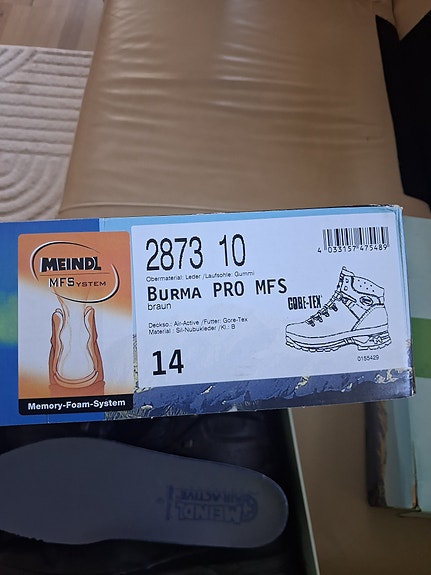 MEINDL
MFSYSTEM
Memory-Foam-System
2873 10
Obermaterial: Leder /Laufsohle: Gummi
BURMA PRO MFS
braun
Deckso.: Air-Active /Futter: Gore-Tex
Material : Sil-Nubukleder /Kl.: B
14
4 033157 475489
GORE-TEX
0155429
MEINDL
AIR-ACTIVE